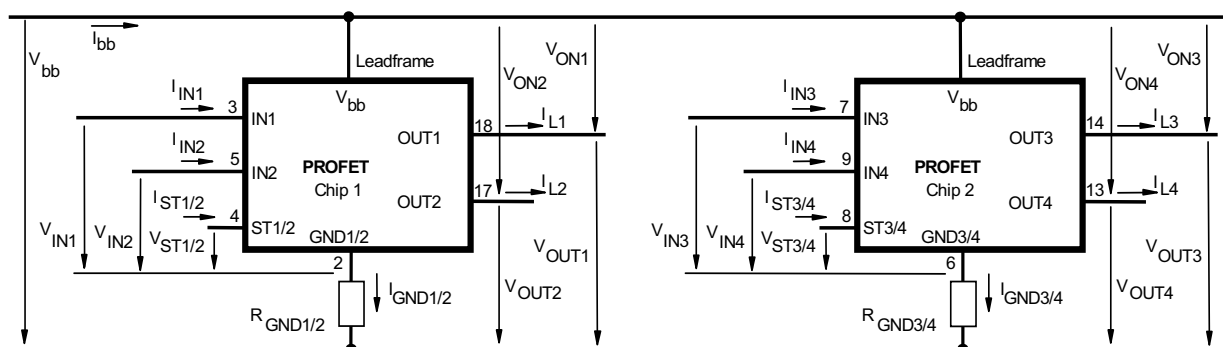 I bb
V bb
Leadframe
V bb
I IN1
3
IN1
I IN2
5
IN2
I ST1/2
4
ST1/2
V IN1
V IN2
V ST1/2
PROFET
Chip 1
GND1/2
2
R GND1/2
I GND1/2
OUT1
18
I L1
OUT2
17
I L2
V ON2
V ON1
V OUT1
V OUT2
Leadframe
V bb
I IN3
7
IN3
I IN4
9
IN4
I ST3/4
8
ST3/4
V IN3
V IN4
V ST3/4
PROFET
Chip 2
GND3/4
6
R GND3/4
I GND3/4
OUT3
14
I L3
OUT4
13
I L4
V ON4
V ON3
V OUT3
V OUT4